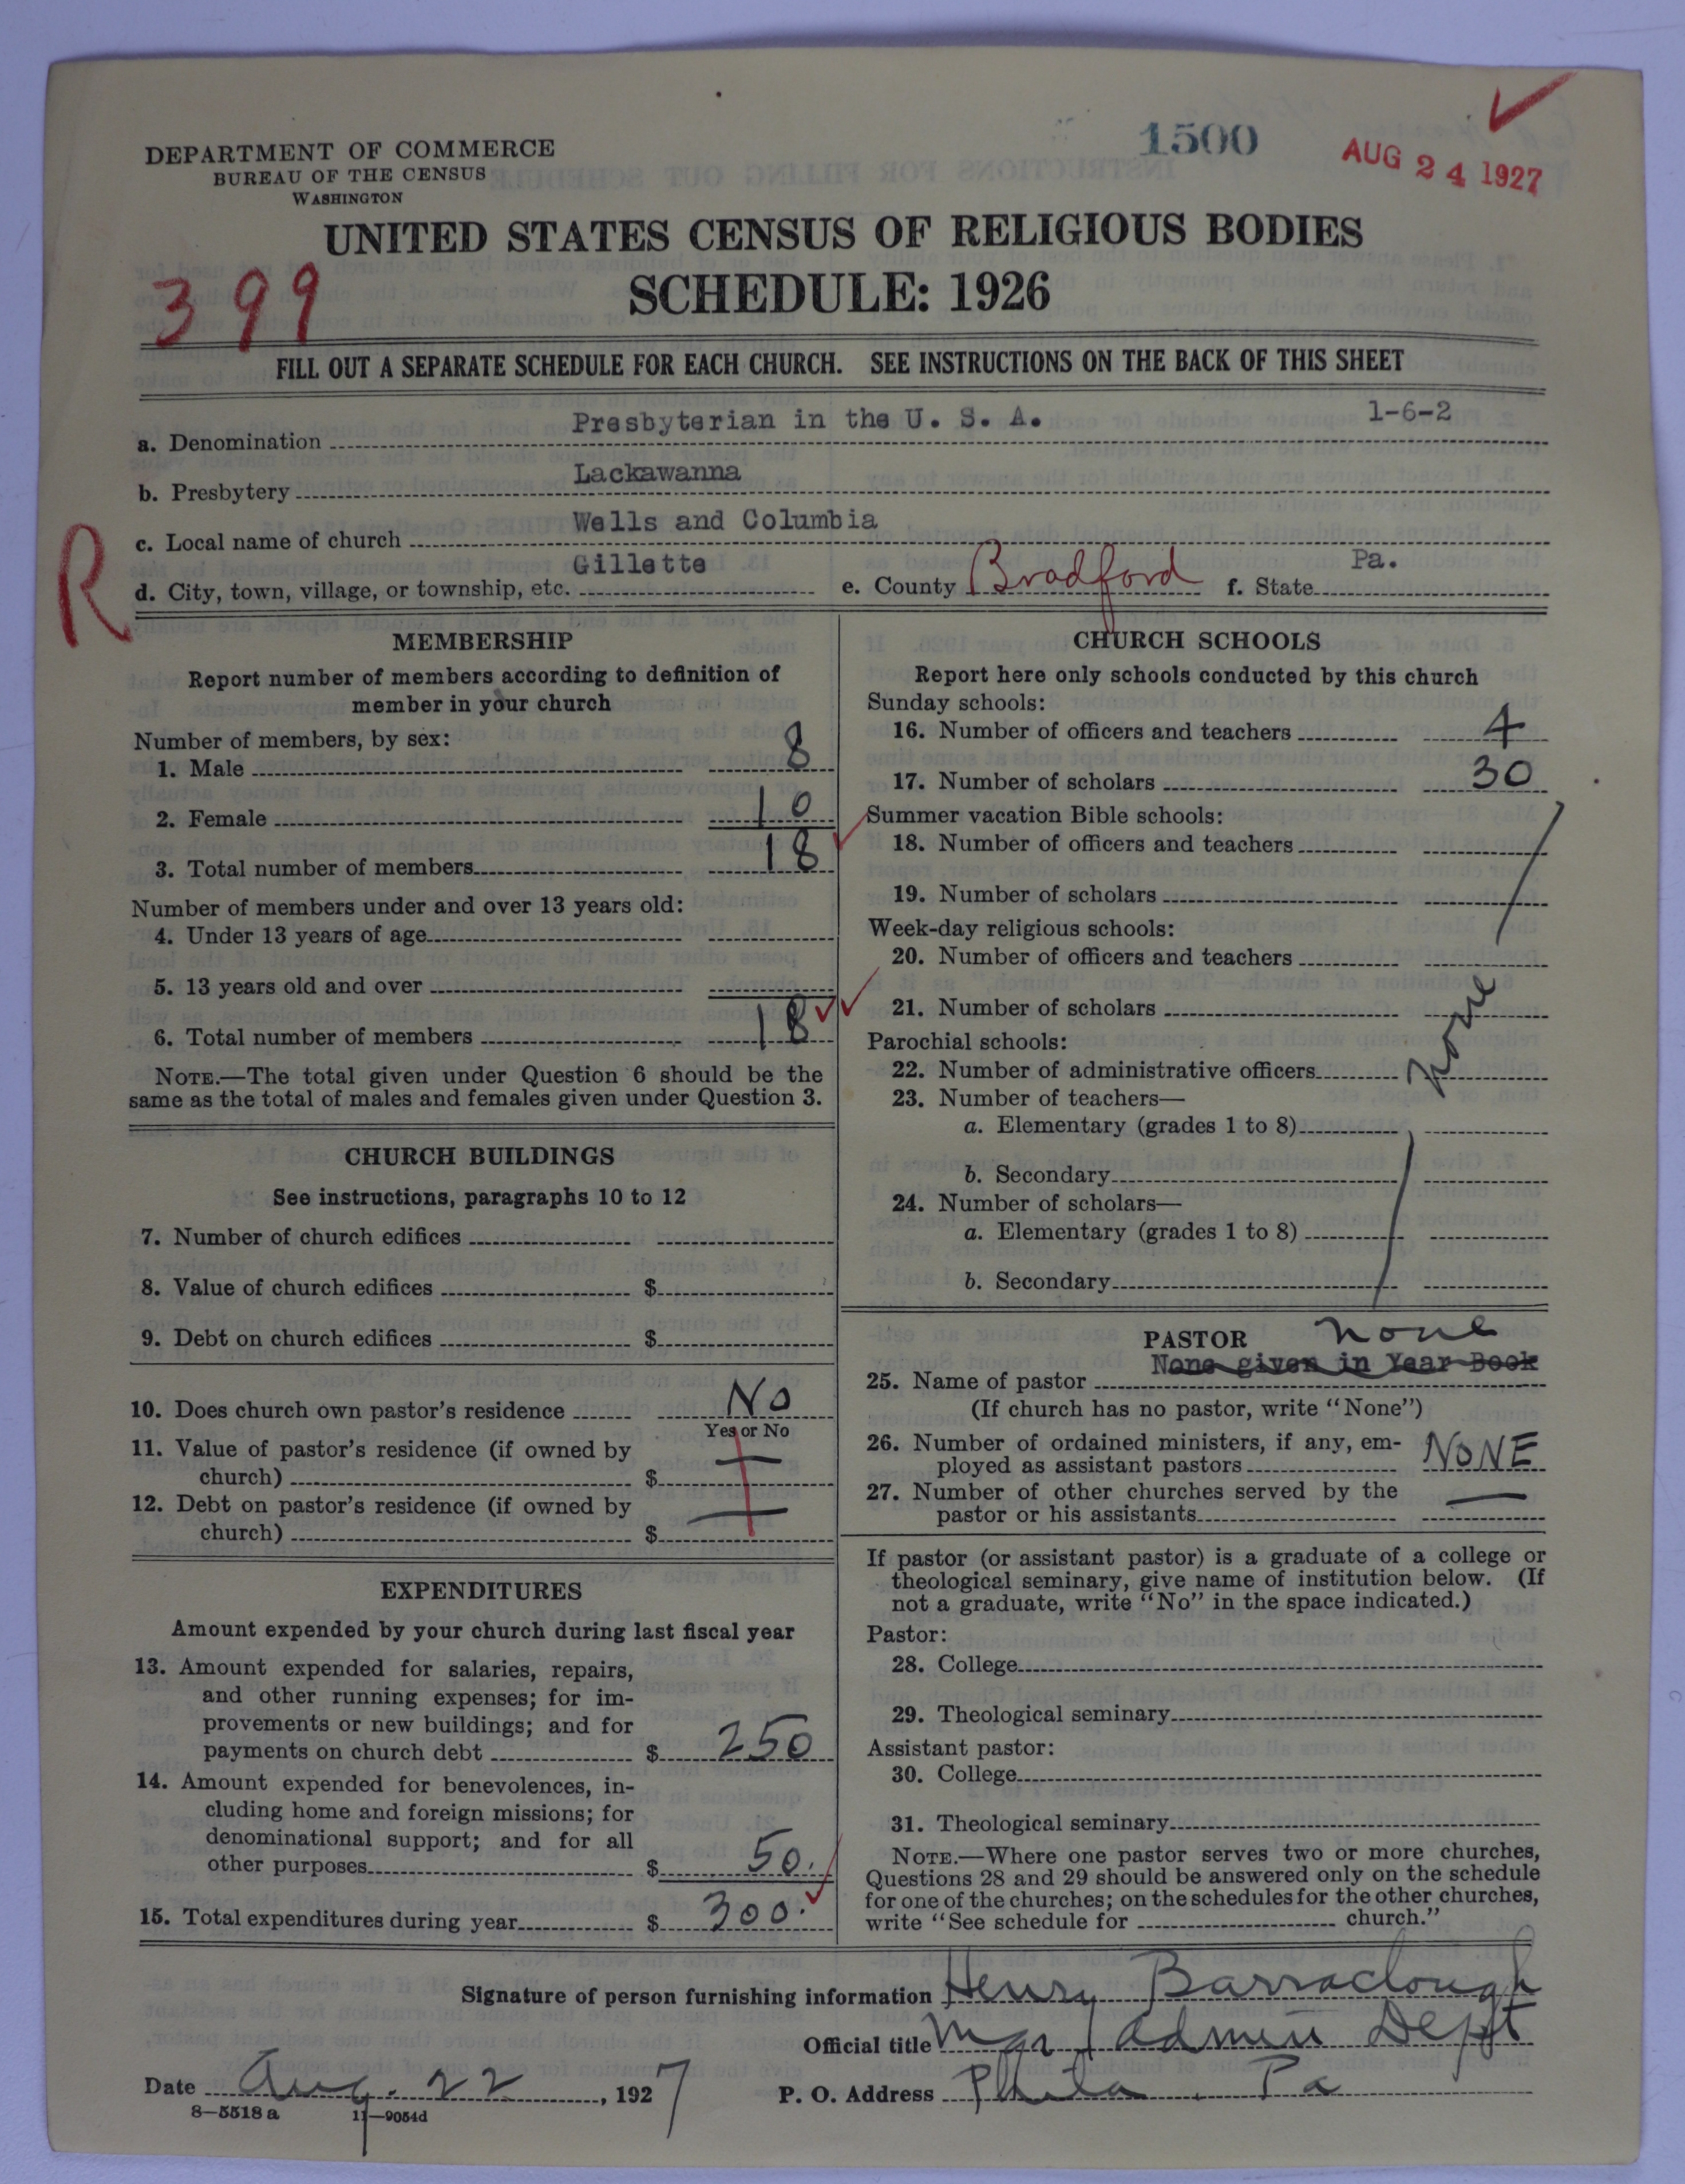 1500
AUG 24 1927
DEPARTMENT OF COMMERCE
BUREAU OF THE CENSUS
WASHINGTON
UNITED STATES CENSUS OF RELIGIOUS BODIES
SCHEDULE: 1926
399
FILL OUT A SEPARATE SCHEDULE FOR EACH CHURCH. SEE INSTRUCTIONS ON THE BACK OF THIS SHEET
a. Denomination Presbyterian in the U. S. A. 1-6-2
b. Presbytery Lackawanna
c. Local name of church Wells and Columbia
R
d. City, town, village, or township, etc. Gillette e. County Bradford f. State Pa.
MEMBERSHIP
Report number of members according to definition of
member in your church
Number of members, by sex:
1. Male 8
2. Female 10
3. Total number of members 18
Number of members under and over 13 years old:
4. Under 13 years of age
5. 13 years old and over
6. Total number of members 18
NOTE.—The total given under Question 6 should be the
same as the total of males and females given under Question 3.
CHURCH BUILDINGS
See instructions, paragraphs 10 to 12
7. Number of church edifices
8. Value of church edifices $
9. Debt on church edifices $
10. Does church own pastor's residence No
Yes or No
11. Value of pastor's residence (if owned by
church) $ —
12. Debt on pastor's residence (if owned by
church) $ —
EXPENDITURES
Amount expended by your church during last fiscal year
13. Amount expended for salaries, repairs,
and other running expenses; for im-
provements or new buildings; and for
payments on church debt $ 250
14. Amount expended for benevolences, in-
cluding home and foreign missions; for
denominational support; and for all
other purposes $ 50.
15. Total expenditures during year $ 300.
CHURCH SCHOOLS
Report here only schools conducted by this church
Sunday schools:
16. Number of officers and teachers 4
17. Number of scholars 30
Summer vacation Bible schools:
18. Number of officers and teachers
19. Number of scholars
Week-day religious schools:
20. Number of officers and teachers
21. Number of scholars
none
Parochial schools:
22. Number of administrative officers
23. Number of teachers—
a. Elementary (grades 1 to 8)
b. Secondary
24. Number of scholars—
a. Elementary (grades 1 to 8)
b. Secondary
PASTOR none
None given in Year Book
25. Name of pastor
(If church has no pastor, write "None")
26. Number of ordained ministers, if any, em-
ployed as assistant pastors NONE
27. Number of other churches served by the
pastor or his assistants —
If pastor (or assistant pastor) is a graduate of a college or
theological seminary, give name of institution below. (If
not a graduate, write "No" in the space indicated.)
Pastor:
28. College
29. Theological seminary
Assistant pastor:
30. College
31. Theological seminary
NOTE.—Where one pastor serves two or more churches,
Questions 28 and 29 should be answered only on the schedule
for one of the churches; on the schedules for the other churches,
write "See schedule for church."
Signature of person furnishing information Henry Barraclough
Official title Mgr Admin Dept
Date Aug. 22, 1927 P. O. Address Phila. Pa
8—5518 a 11—9054d